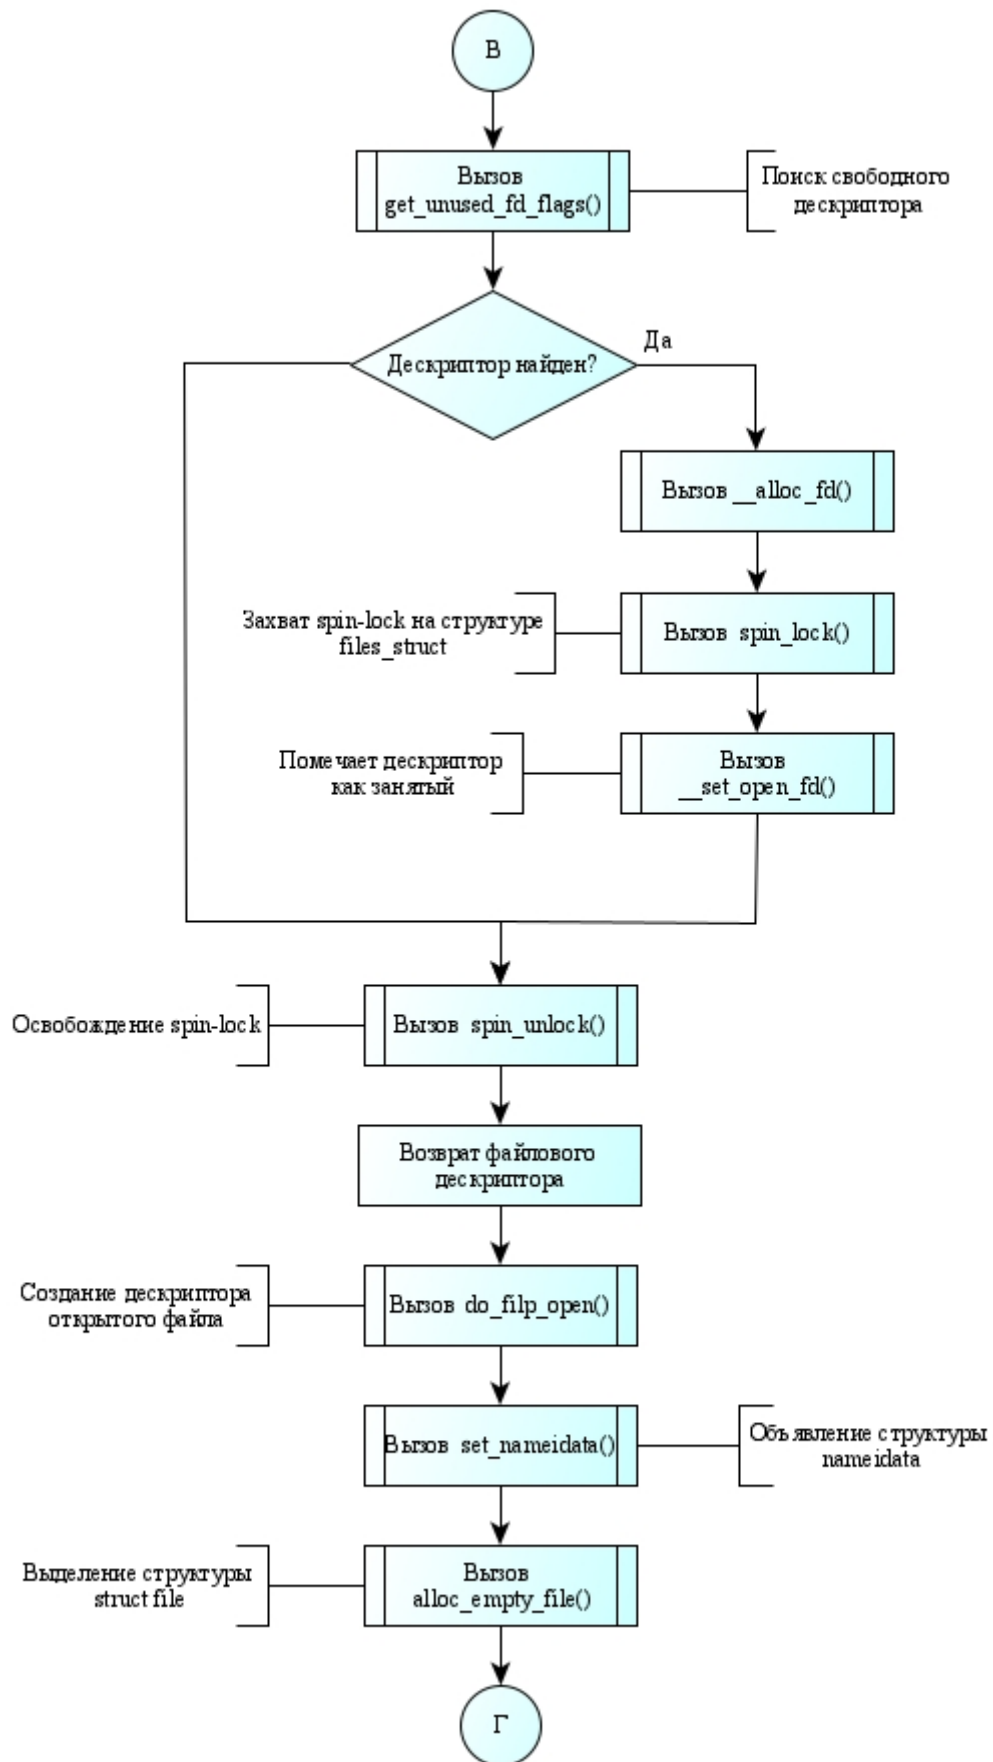 В
Вызов
get_unused_fd_flags()
Поиск свободного
дескриптора
Дескриптор найден?
Да
Вызов __alloc_fd()
Захват spin-lock на структуре
files_struct
Вызов spin_lock()
Помечает дескриптор
как занятый
Вызов
__set_open_fd()
Освобождение spin-lock
Вызов spin_unlock()
Возврат файлового
дескриптора
Создание дескриптора
открытого файла
Вызов do_filp_open()
Вызов set_nameidata()
Объявление структуры
nameidata
Выделение структуры
struct file
Вызов
alloc_empty_file()
Г